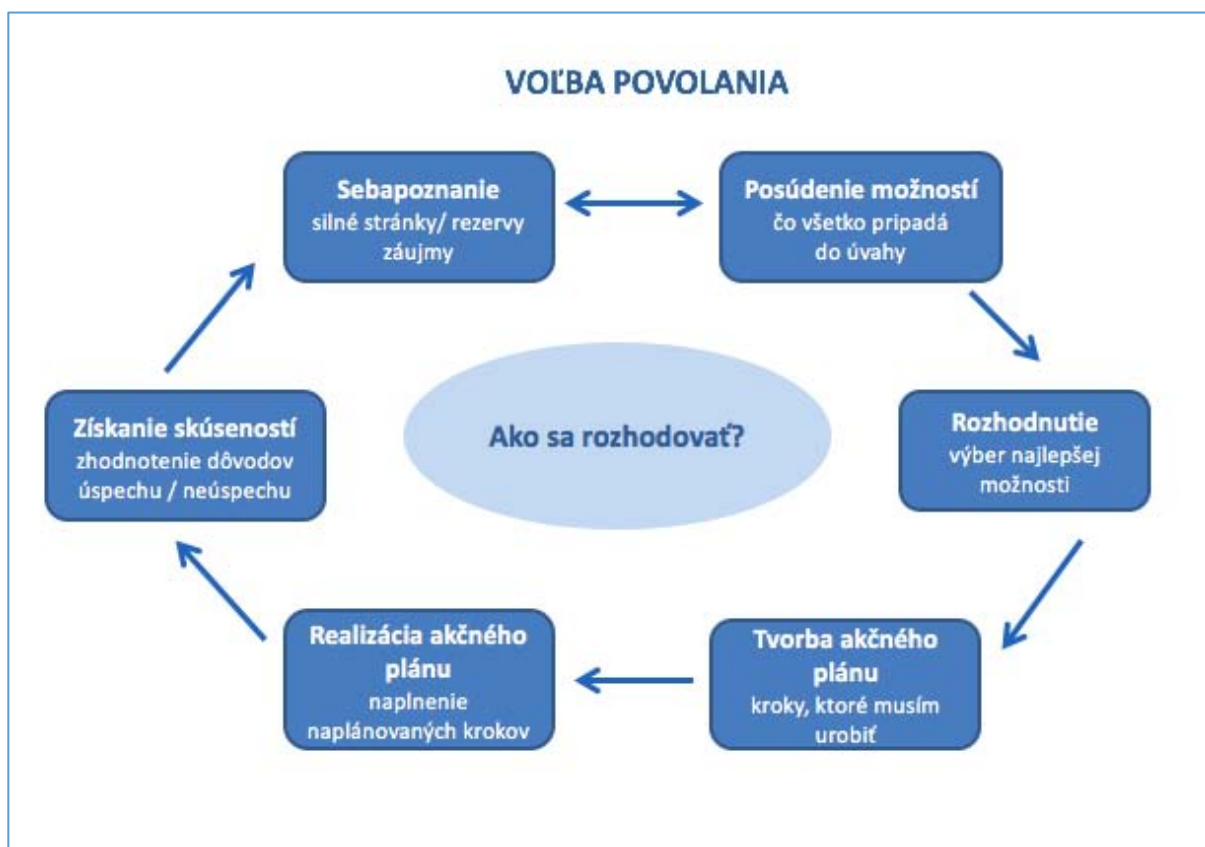 VOĽBA POVOLANIA
Sebapoznanie
silné stránky/ rezervy
záujmy
Posúdenie možností
čo všetko pripadá
do úvahy
Získanie skúseností
zhodnotenie dôvodov
úspechu / neúspechu
Ako sa rozhodovať?
Rozhodnutie
výber najlepšej
možnosti
Realizácia akčného
plánu
naplnenie
naplánovaných krokov
Tvorba akčného
plánu
kroky, ktoré musím
urobiť